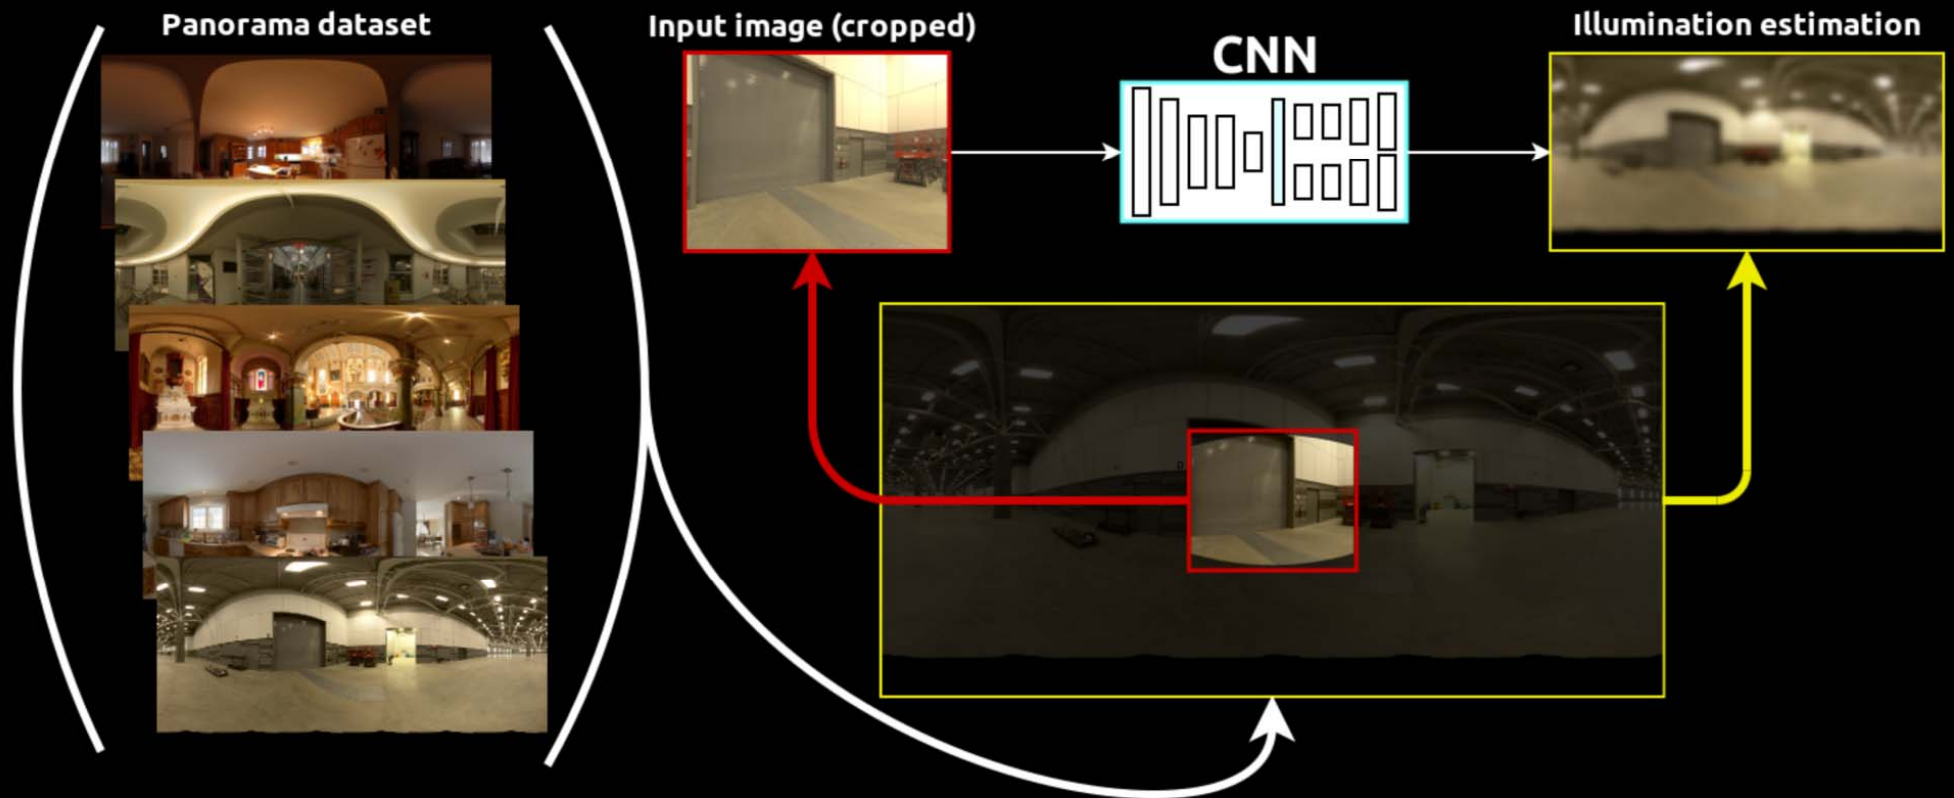 Panorama dataset
Input image (cropped)
CNN
Illumination estimation